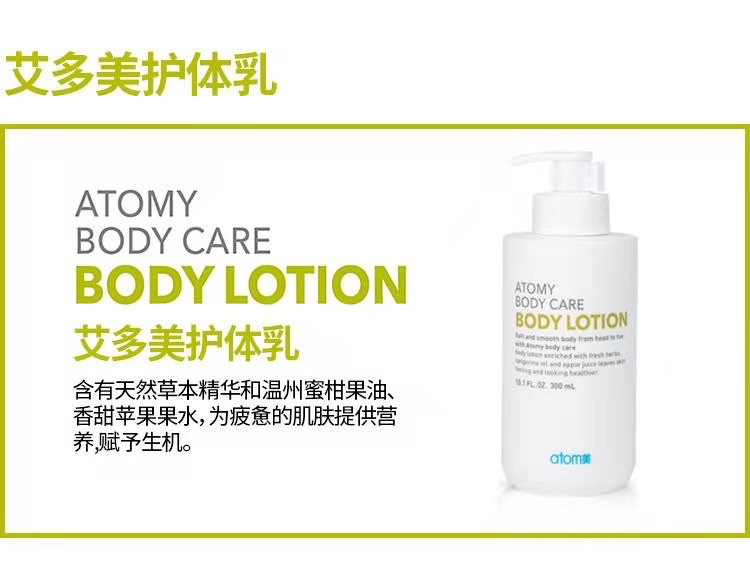 艾多美护体乳
ATOMY
BODY CARE
BODY LOTION
艾多美护体乳
含有天然草本精华和温州蜜柑果油、
香甜苹果果水，为疲惫的肌肤提供营
养,赋予生机。
ATOMY
BODY CARE
BODY LOTION
Soft and smooth body from head to toe
with Atomy body care
Body lotion enriched with fresh herbs,
tangerine oil and apple juice leaves skin
feeling and looking healthier.
10.1 FL. OZ. 300 mL
atom美